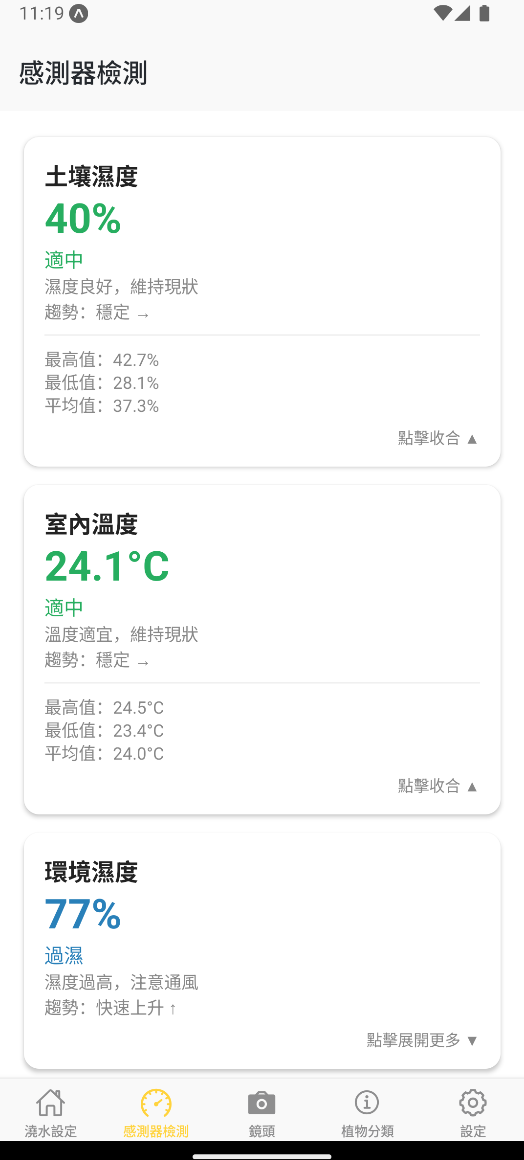 11:19
感測器檢測
土壤濕度
40%
適中
濕度良好，維持現狀
趨勢：穩定 →
最高值：42.7%
最低值：28.1%
平均值：37.3%
點擊收合 ▲
室內溫度
24.1°C
適中
溫度適宜，維持現狀
趨勢：穩定 →
最高值：24.5°C
最低值：23.4°C
平均值：24.0°C
點擊收合 ▲
環境濕度
77%
過濕
濕度過高，注意通風
趨勢：快速上升 ↑
點擊展開更多 ▼
澆水設定 感測器檢測 鏡頭 植物分類 設定